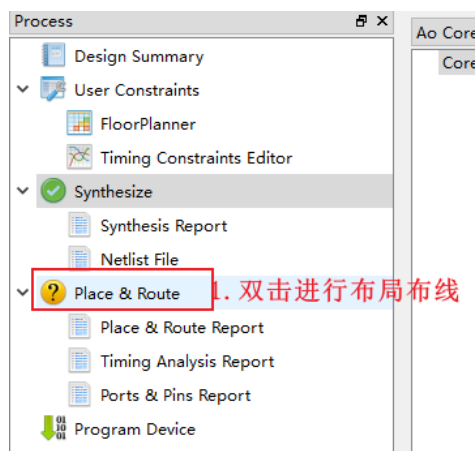 Process
Ao Core
Core
Design Summary
User Constraints
FloorPlanner
Timing Constraints Editor
Synthesize
Synthesis Report
Netlist File
? Place & Route 1. 双击进行布局布线
Place & Route Report
Timing Analysis Report
Ports & Pins Report
Program Device